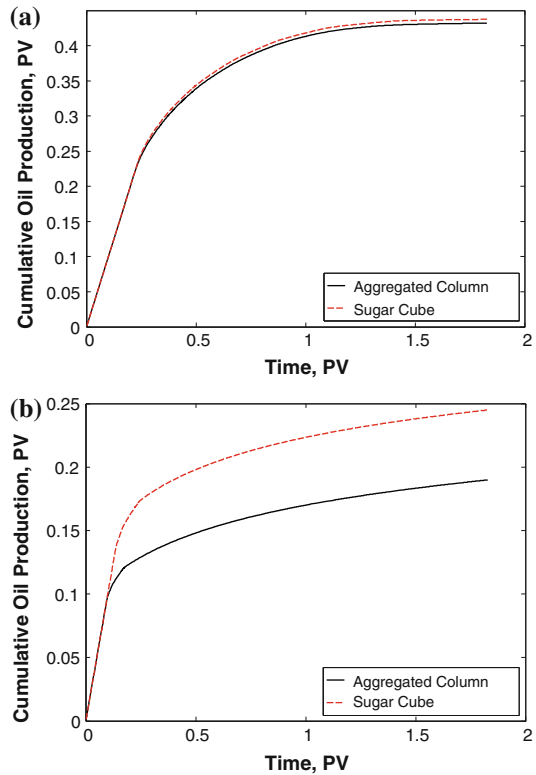 (a)
Cumulative Oil Production, PV
0.4
0.35
0.3
0.25
0.2
0.15
0.1
0.05
0
0 0.5 1 1.5 2
Time, PV
Aggregated Column
Sugar Cube
(b)
Cumulative Oil Production, PV
0.25
0.2
0.15
0.1
0.05
0
0 0.5 1 1.5 2
Time, PV
Aggregated Column
Sugar Cube